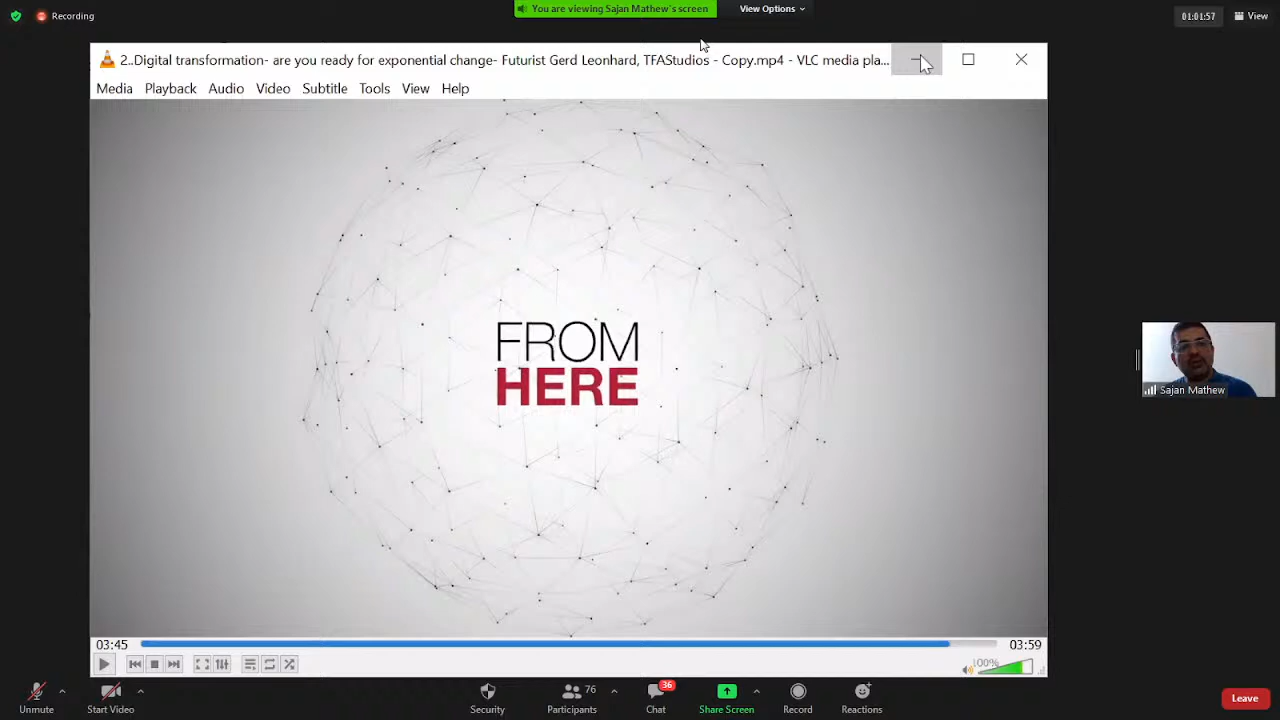 Recording
You are viewing Sajan Mathew's screen
View Options
01:01:57
View
2..Digital transformation- are you ready for exponential change- Futurist Gerd Leonhard, TFAStudios - Copy.mp4 - VLC media pla...
Media Playback Audio Video Subtitle Tools View Help
FROM
HERE
Sajan Mathew
03:45
03:59
100%
Unmute
Start Video
Security
Participants
76
Chat
36
Share Screen
Record
Reactions
Leave